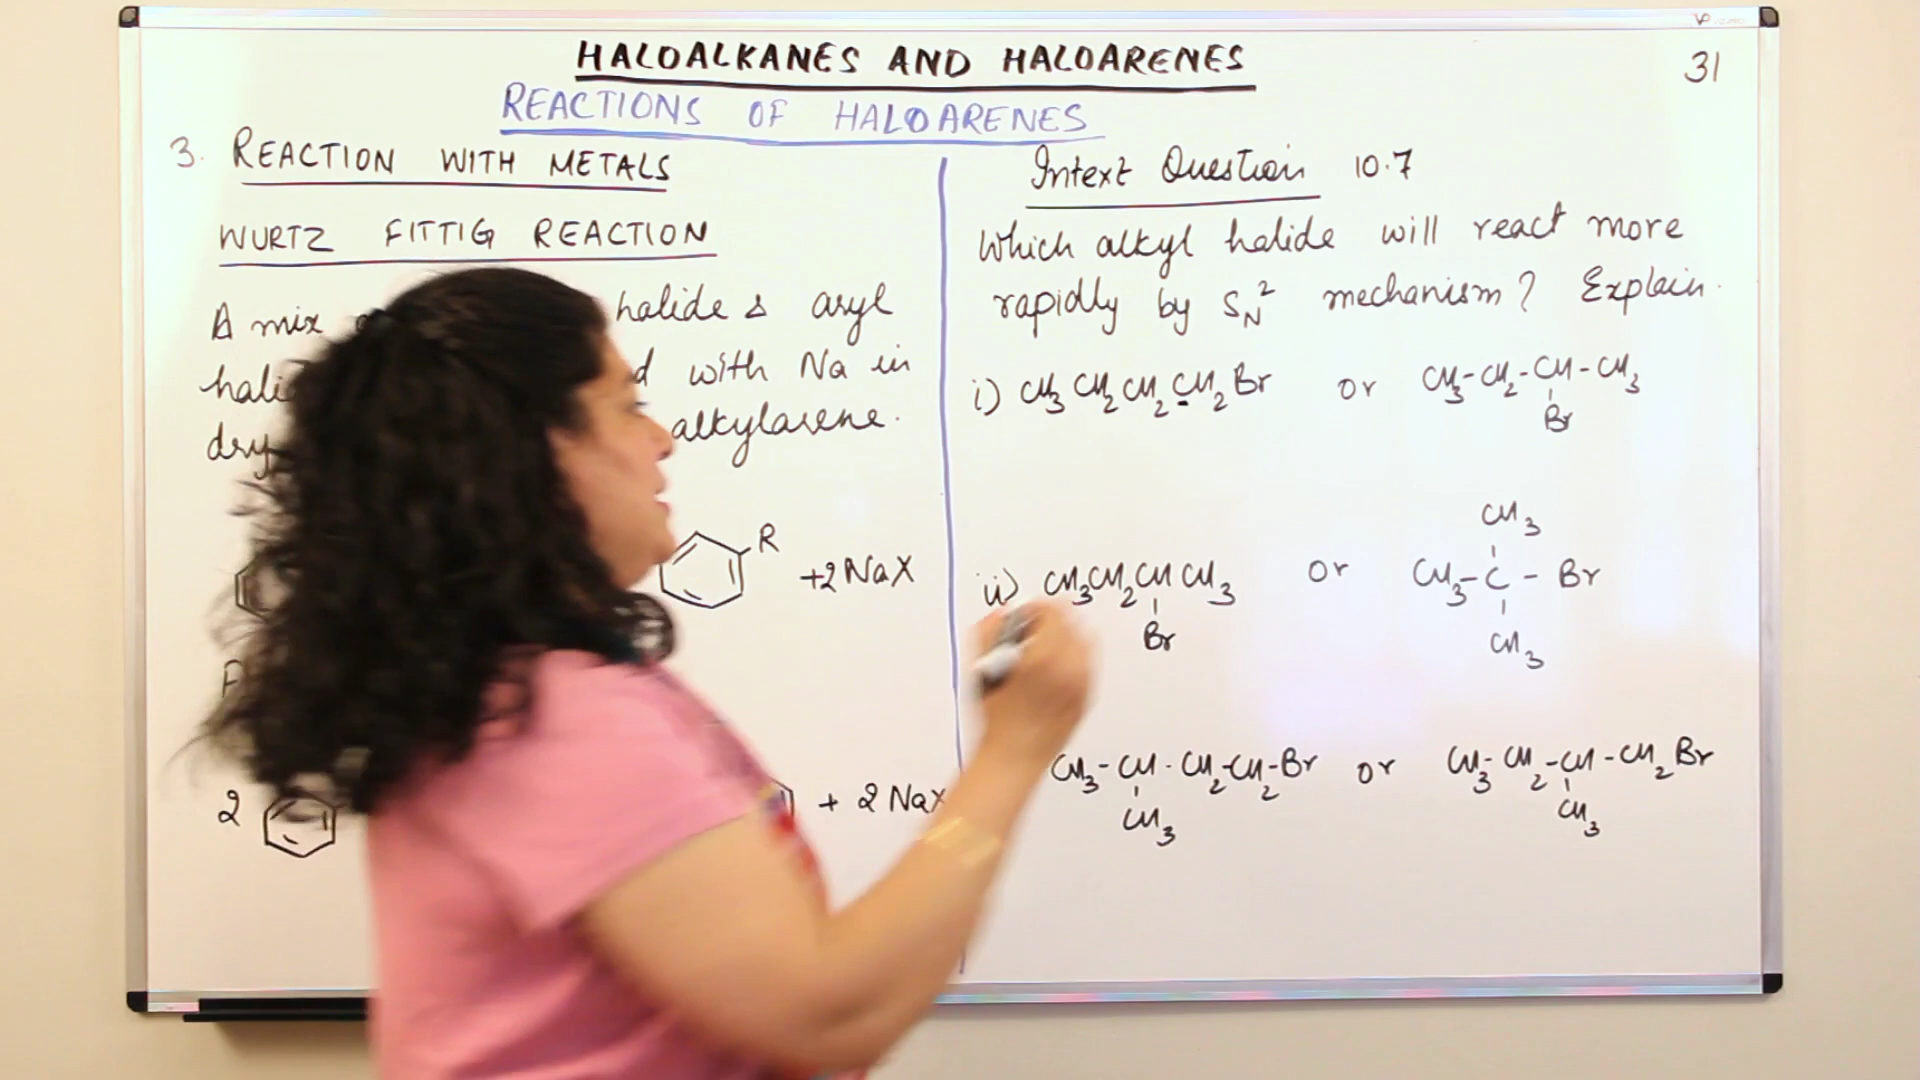 HALOALKANES AND HALOARENES
31
REACTIONS OF HALOARENES
3. REACTION WITH METALS
WURTZ FITTIG REACTION
A mix halide & aryl
with Na in
alkylarene.
R
+2NaX
2
+ 2NaX
Intext Question 10.7
Which alkyl halide will react more
rapidly by SN2 mechanism? Explain.
i) CH3CH2CH2CH2Br or CH3-CH2-CH-CH3
Br
CH3
ii) CH3CH2CHCH3 or CH3-C-Br
Br
CH3
CH3-CH-CH2-CH2-Br or CH3-CH2-CH-CH2Br
CH3
CH3